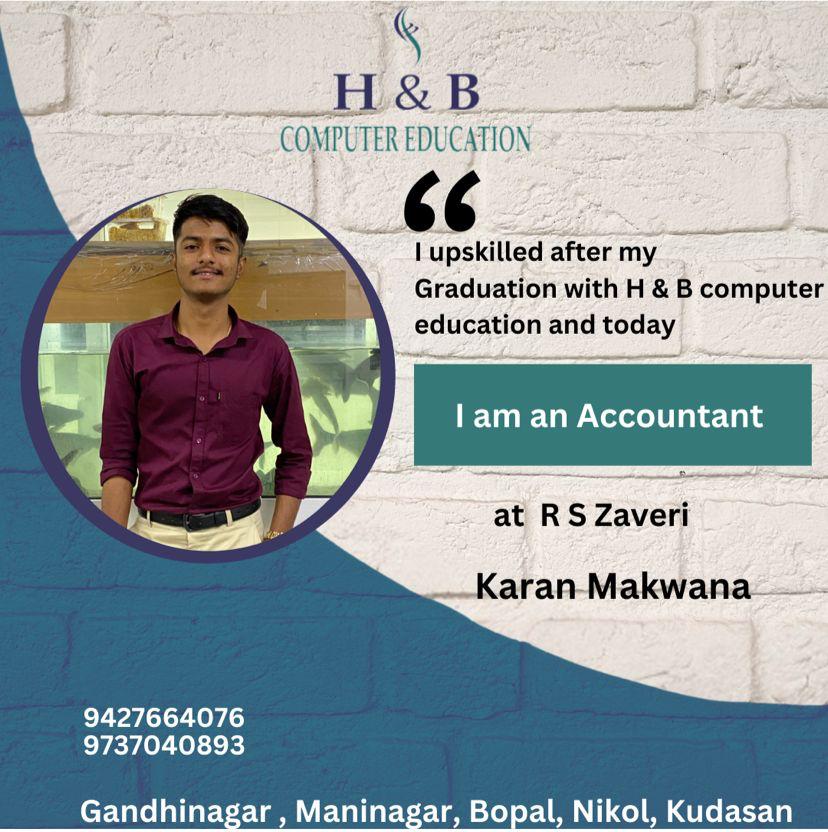 H & B
COMPUTER EDUCATION
“
I upskilled after my
Graduation with H & B computer
education and today
I am an Accountant
at R S Zaveri
Karan Makwana
9427664076
9737040893
Gandhinagar , Maninagar, Bopal, Nikol, Kudasan